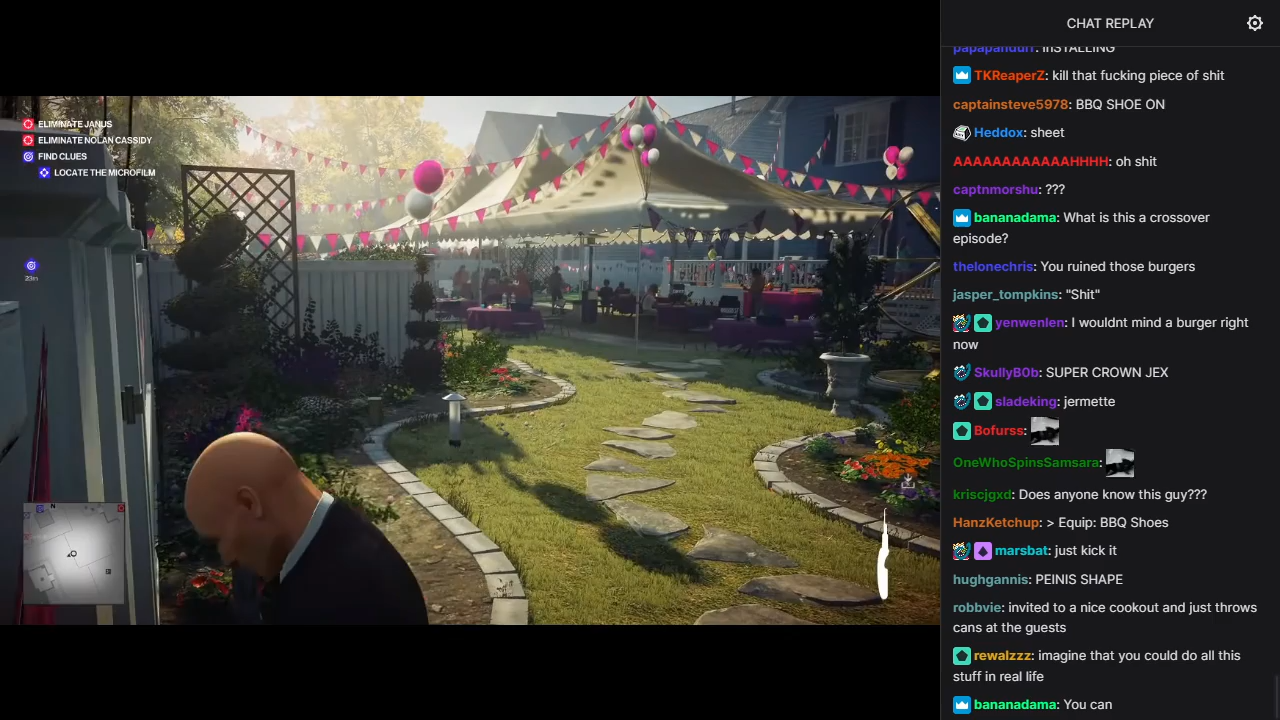 CHAT REPLAY
papapandurr: INSTALLING
TKReaperZ: kill that fucking piece of shit
captainsteve5978: BBQ SHOE ON
Heddox: sheet
AAAAAAAAAAAAHHHH: oh shit
captnmorshu: ???
bananadama: What is this a crossover
episode?
thelonechris: You ruined those burgers
jasper_tompkins: "Shit"
yenwenlen: I wouldnt mind a burger right
now
SkullyB0b: SUPER CROWN JEX
sladeking: jermette
Bofurss:
OneWhoSpinsSamsara:
kriscjgxd: Does anyone know this guy???
HanzKetchup: > Equip: BBQ Shoes
marsbat: just kick it
hughgannis: PEINIS SHAPE
robbvie: invited to a nice cookout and just throws
cans at the guests
rewalzzz: imagine that you could do all this
stuff in real life
bananadama: You can
ELIMINATE JANUS
ELIMINATE NOLAN CASSIDY
FIND CLUES
LOCATE THE MICROFILM
23m
N